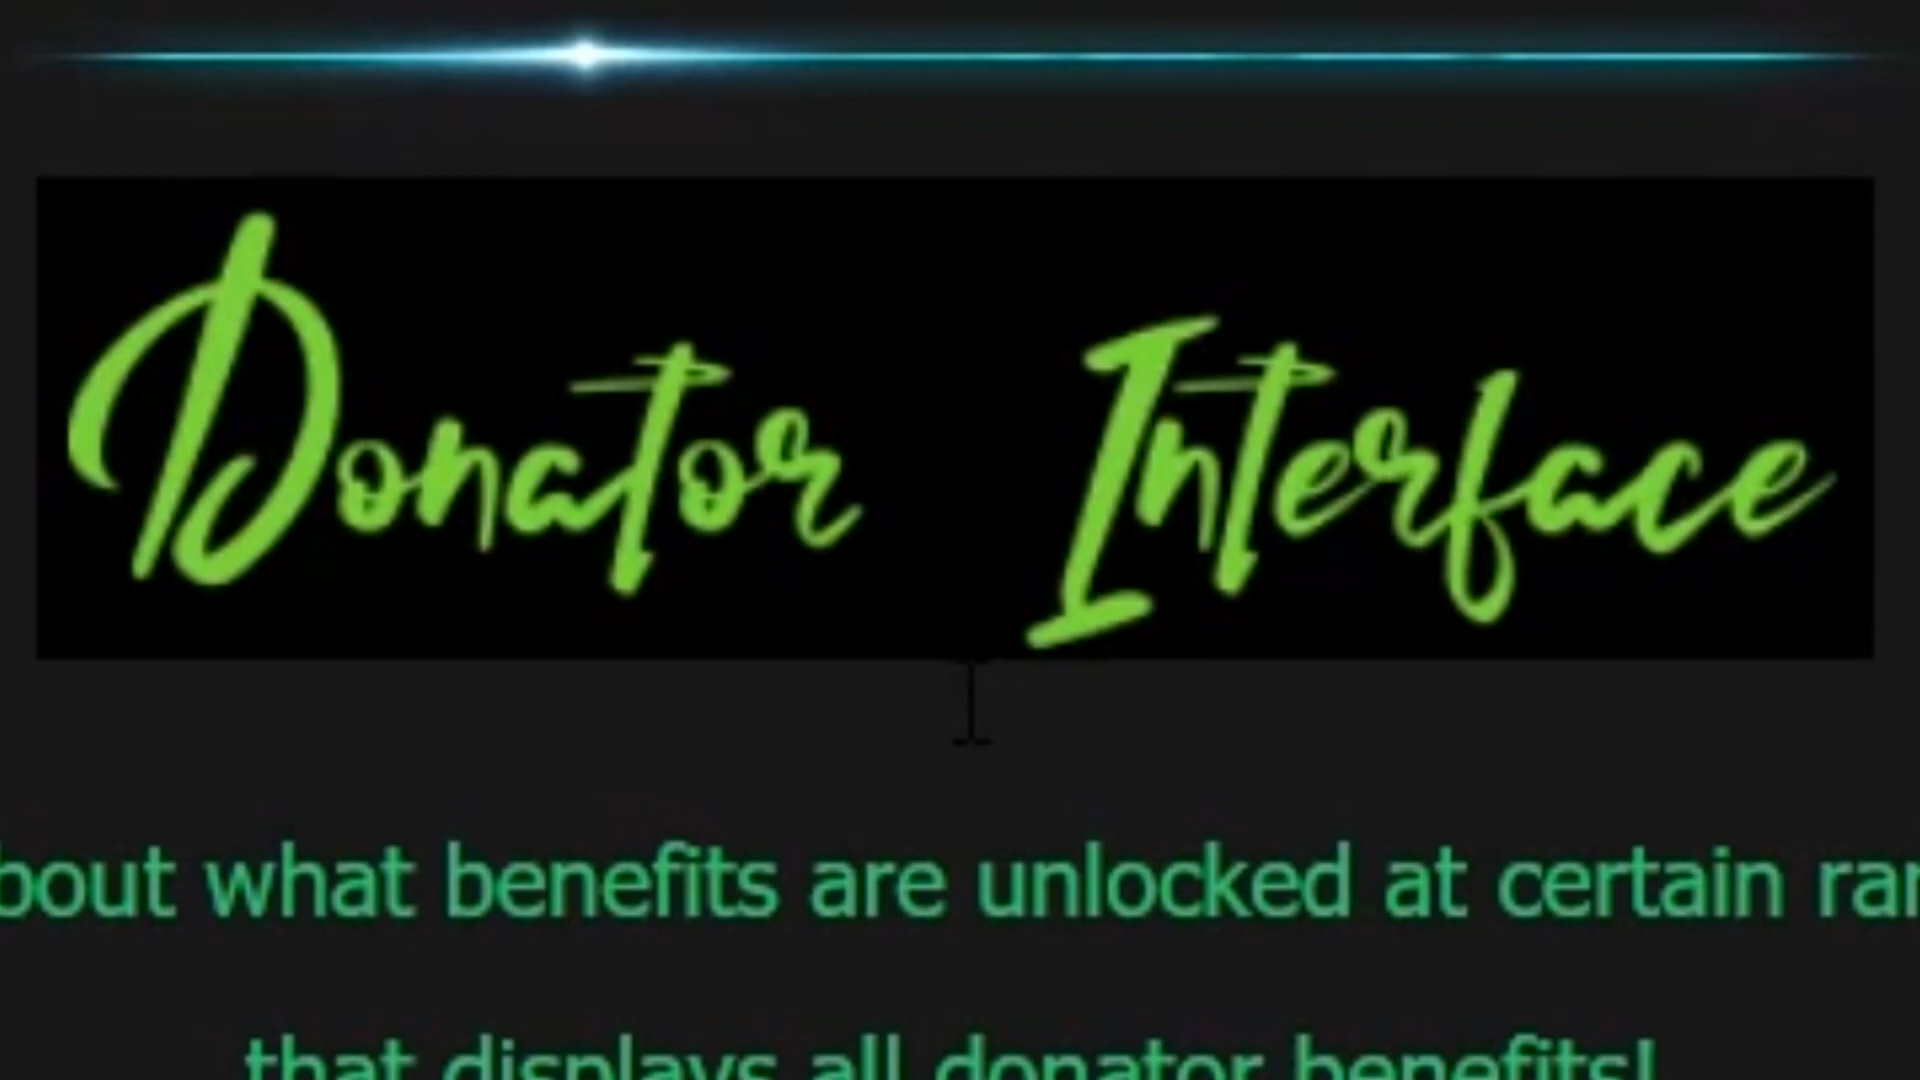 Donator Interface
bout what benefits are unlocked at certain ran
that displays all donator benefits!